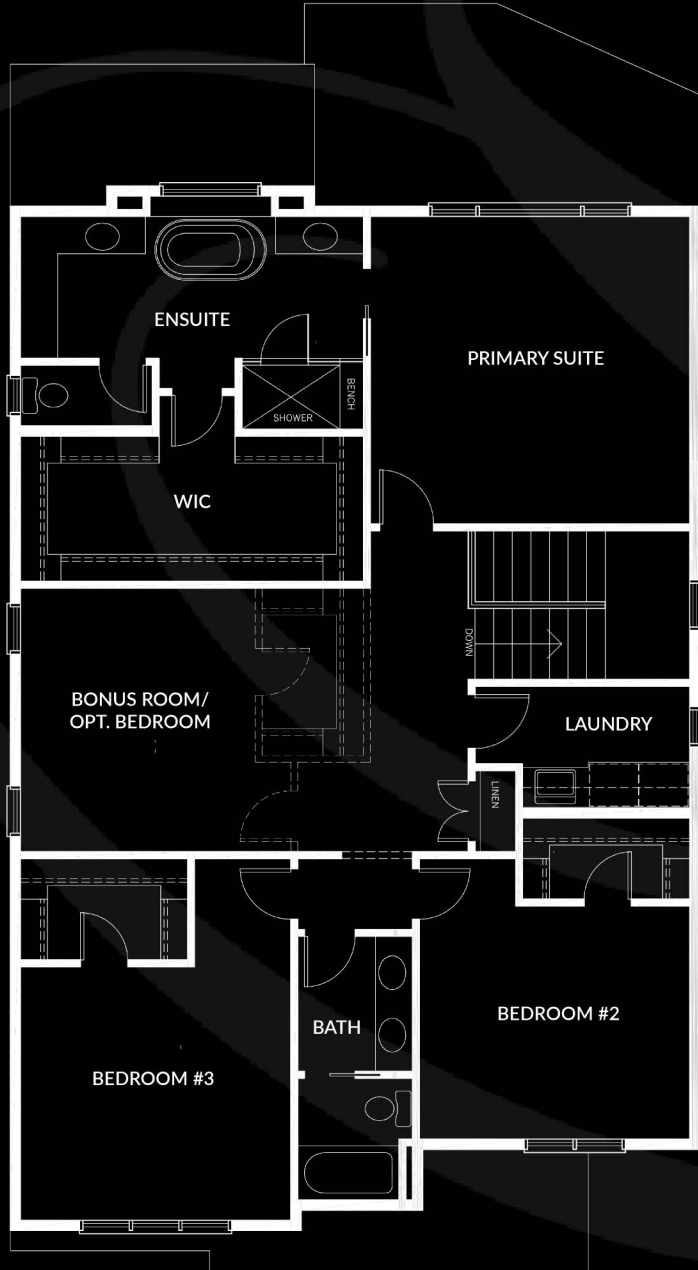 ENSUITE
PRIMARY SUITE
BENCH
SHOWER
WIC
DOWN
BONUS ROOM/
OPT. BEDROOM
LAUNDRY
LINEN
BEDROOM #2
BATH
BEDROOM #3